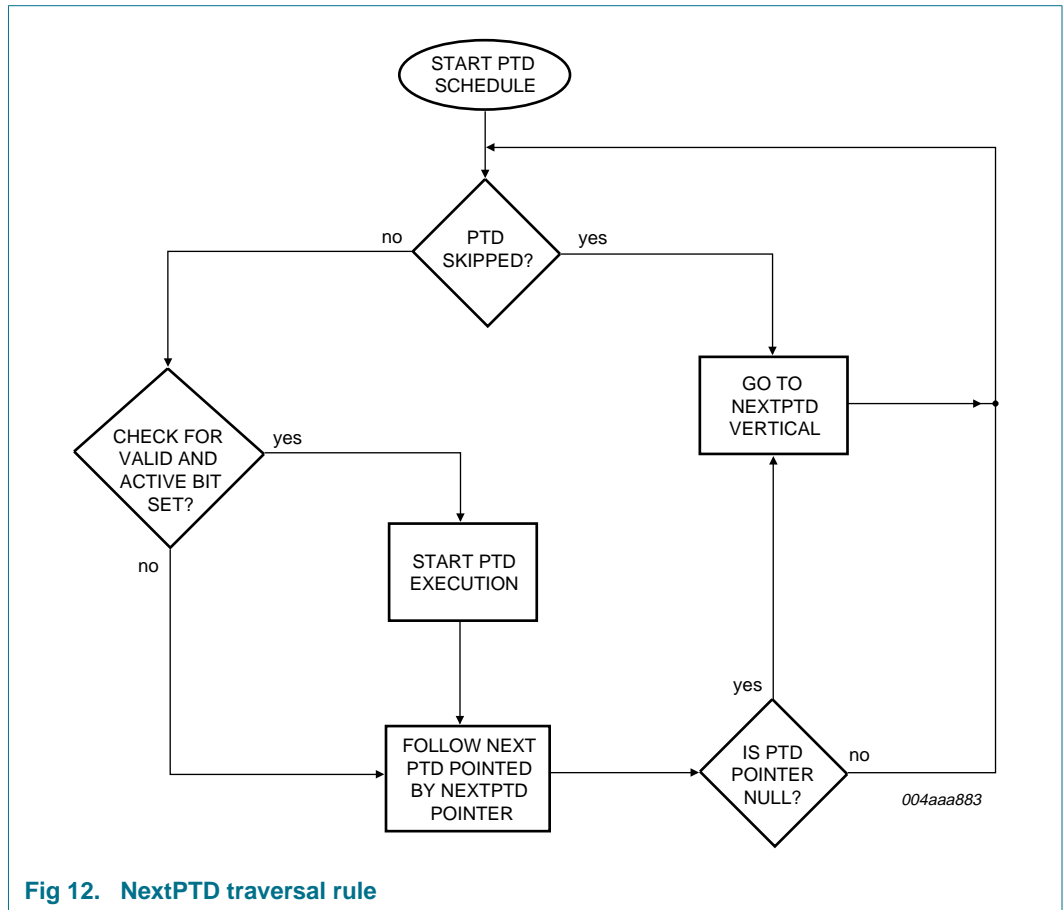 START PTD
SCHEDULE
no
PTD
SKIPPED?
yes
GO TO
NEXTPTD
VERTICAL
CHECK FOR
VALID AND
ACTIVE BIT
SET?
yes
no
START PTD
EXECUTION
FOLLOW NEXT
PTD POINTED
BY NEXTPTD
POINTER
yes
IS PTD
POINTER
NULL?
no
004aaa883
Fig 12. NextPTD traversal rule